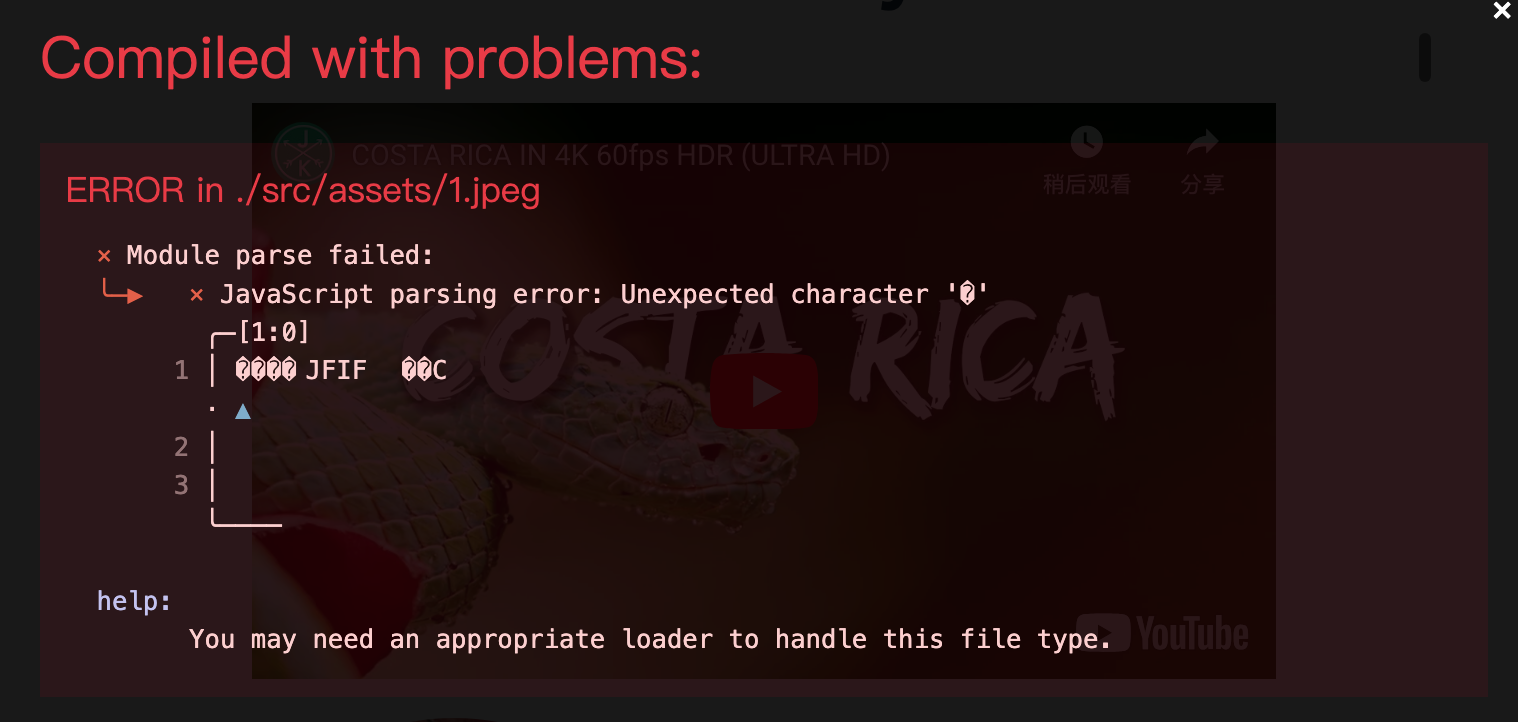 Compiled with problems:
×
COSTA RICA IN 4K 60fps HDR (ULTRA HD)
稍后观看
分享
ERROR in ./src/assets/1.jpeg
× Module parse failed:
╰─▶ × JavaScript parsing error: Unexpected character '�'
╭─[1:0]
1 │ ����JFIF ��C
· ▲
2 │
3 │
╰────
COSTA RICA
help:
You may need an appropriate loader to handle this file type.
YouTube